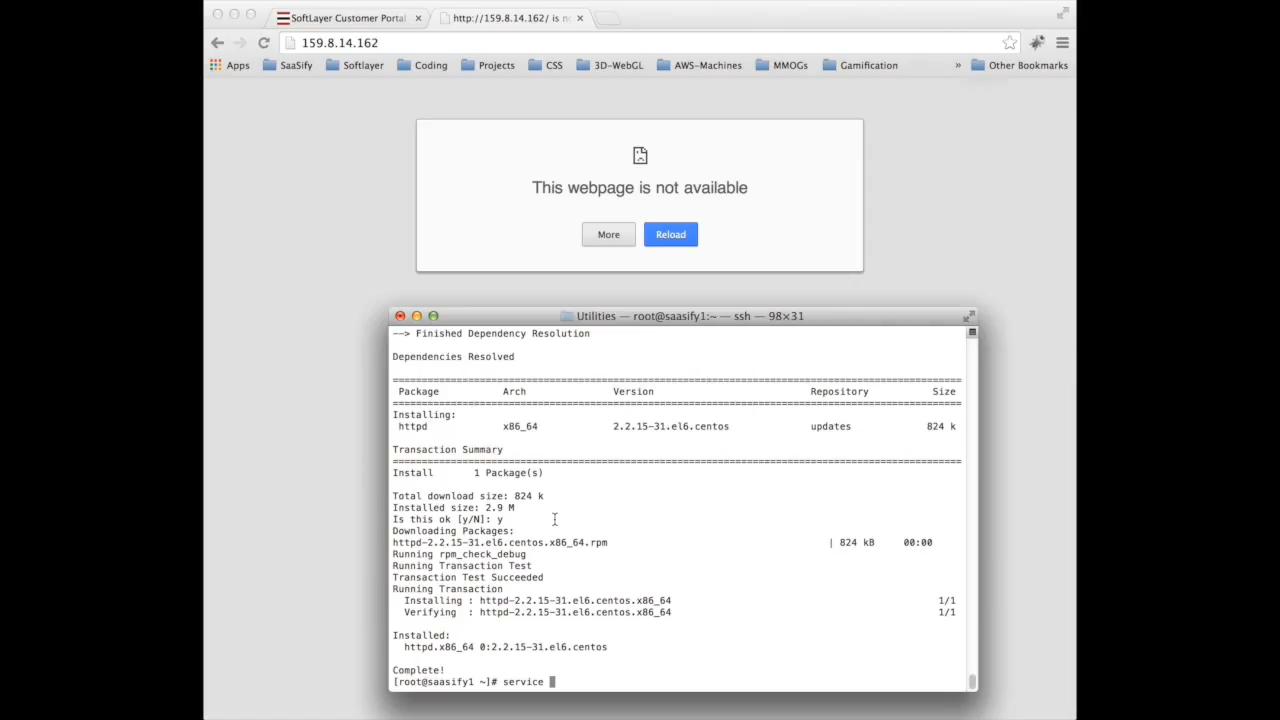 SoftLayer Customer Portal
http://159.8.14.162/ is no
159.8.14.162
Apps SaaSify Softlayer Coding Projects CSS 3D-WebGL AWS-Machines MMOGs Gamification » Other Bookmarks
This webpage is not available
More Reload
Utilities — root@saasify1:~ — ssh — 98×31
--> Finished Dependency Resolution
Dependencies Resolved
================================================================================
Package Arch Version Repository Size
================================================================================
Installing:
httpd x86_64 2.2.15-31.el6.centos updates 824 k
Transaction Summary
================================================================================
Install 1 Package(s)
Total download size: 824 k
Installed size: 2.9 M
Is this ok [y/N]: y
Downloading Packages:
httpd-2.2.15-31.el6.centos.x86_64.rpm | 824 kB 00:00
Running rpm_check_debug
Running Transaction Test
Transaction Test Succeeded
Running Transaction
Installing : httpd-2.2.15-31.el6.centos.x86_64 1/1
Verifying : httpd-2.2.15-31.el6.centos.x86_64 1/1
Installed:
httpd.x86_64 0:2.2.15-31.el6.centos
Complete!
[root@saasify1 ~]# service